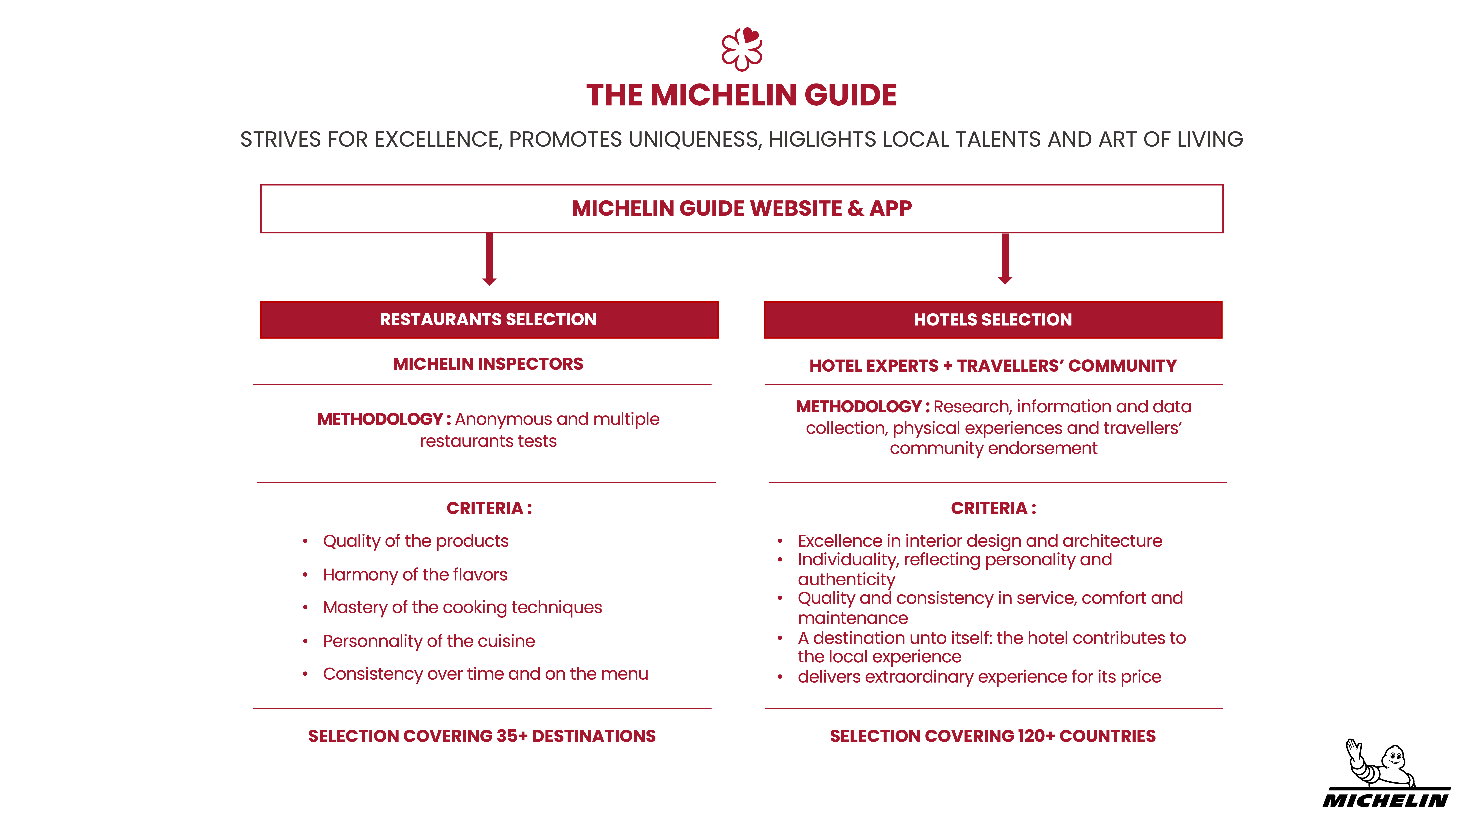 THE MICHELIN GUIDE
STRIVES FOR EXCELLENCE, PROMOTES UNIQUENESS, HIGLIGHTS LOCAL TALENTS AND ART OF LIVING
MICHELIN GUIDE WEBSITE & APP
RESTAURANTS SELECTION
MICHELIN INSPECTORS
METHODOLOGY : Anonymous and multiple
restaurants tests
CRITERIA :
• Quality of the products
• Harmony of the flavors
• Mastery of the cooking techniques
• Personnality of the cuisine
• Consistency over time and on the menu
SELECTION COVERING 35+ DESTINATIONS
HOTELS SELECTION
HOTEL EXPERTS + TRAVELLERS’ COMMUNITY
METHODOLOGY : Research, information and data
collection, physical experiences and travellers’
community endorsement
CRITERIA :
• Excellence in interior design and architecture
• Individuality, reflecting personality and
authenticity
• Quality and consistency in service, comfort and
maintenance
• A destination unto itself: the hotel contributes to
the local experience
• delivers extraordinary experience for its price
SELECTION COVERING 120+ COUNTRIES
MICHELIN